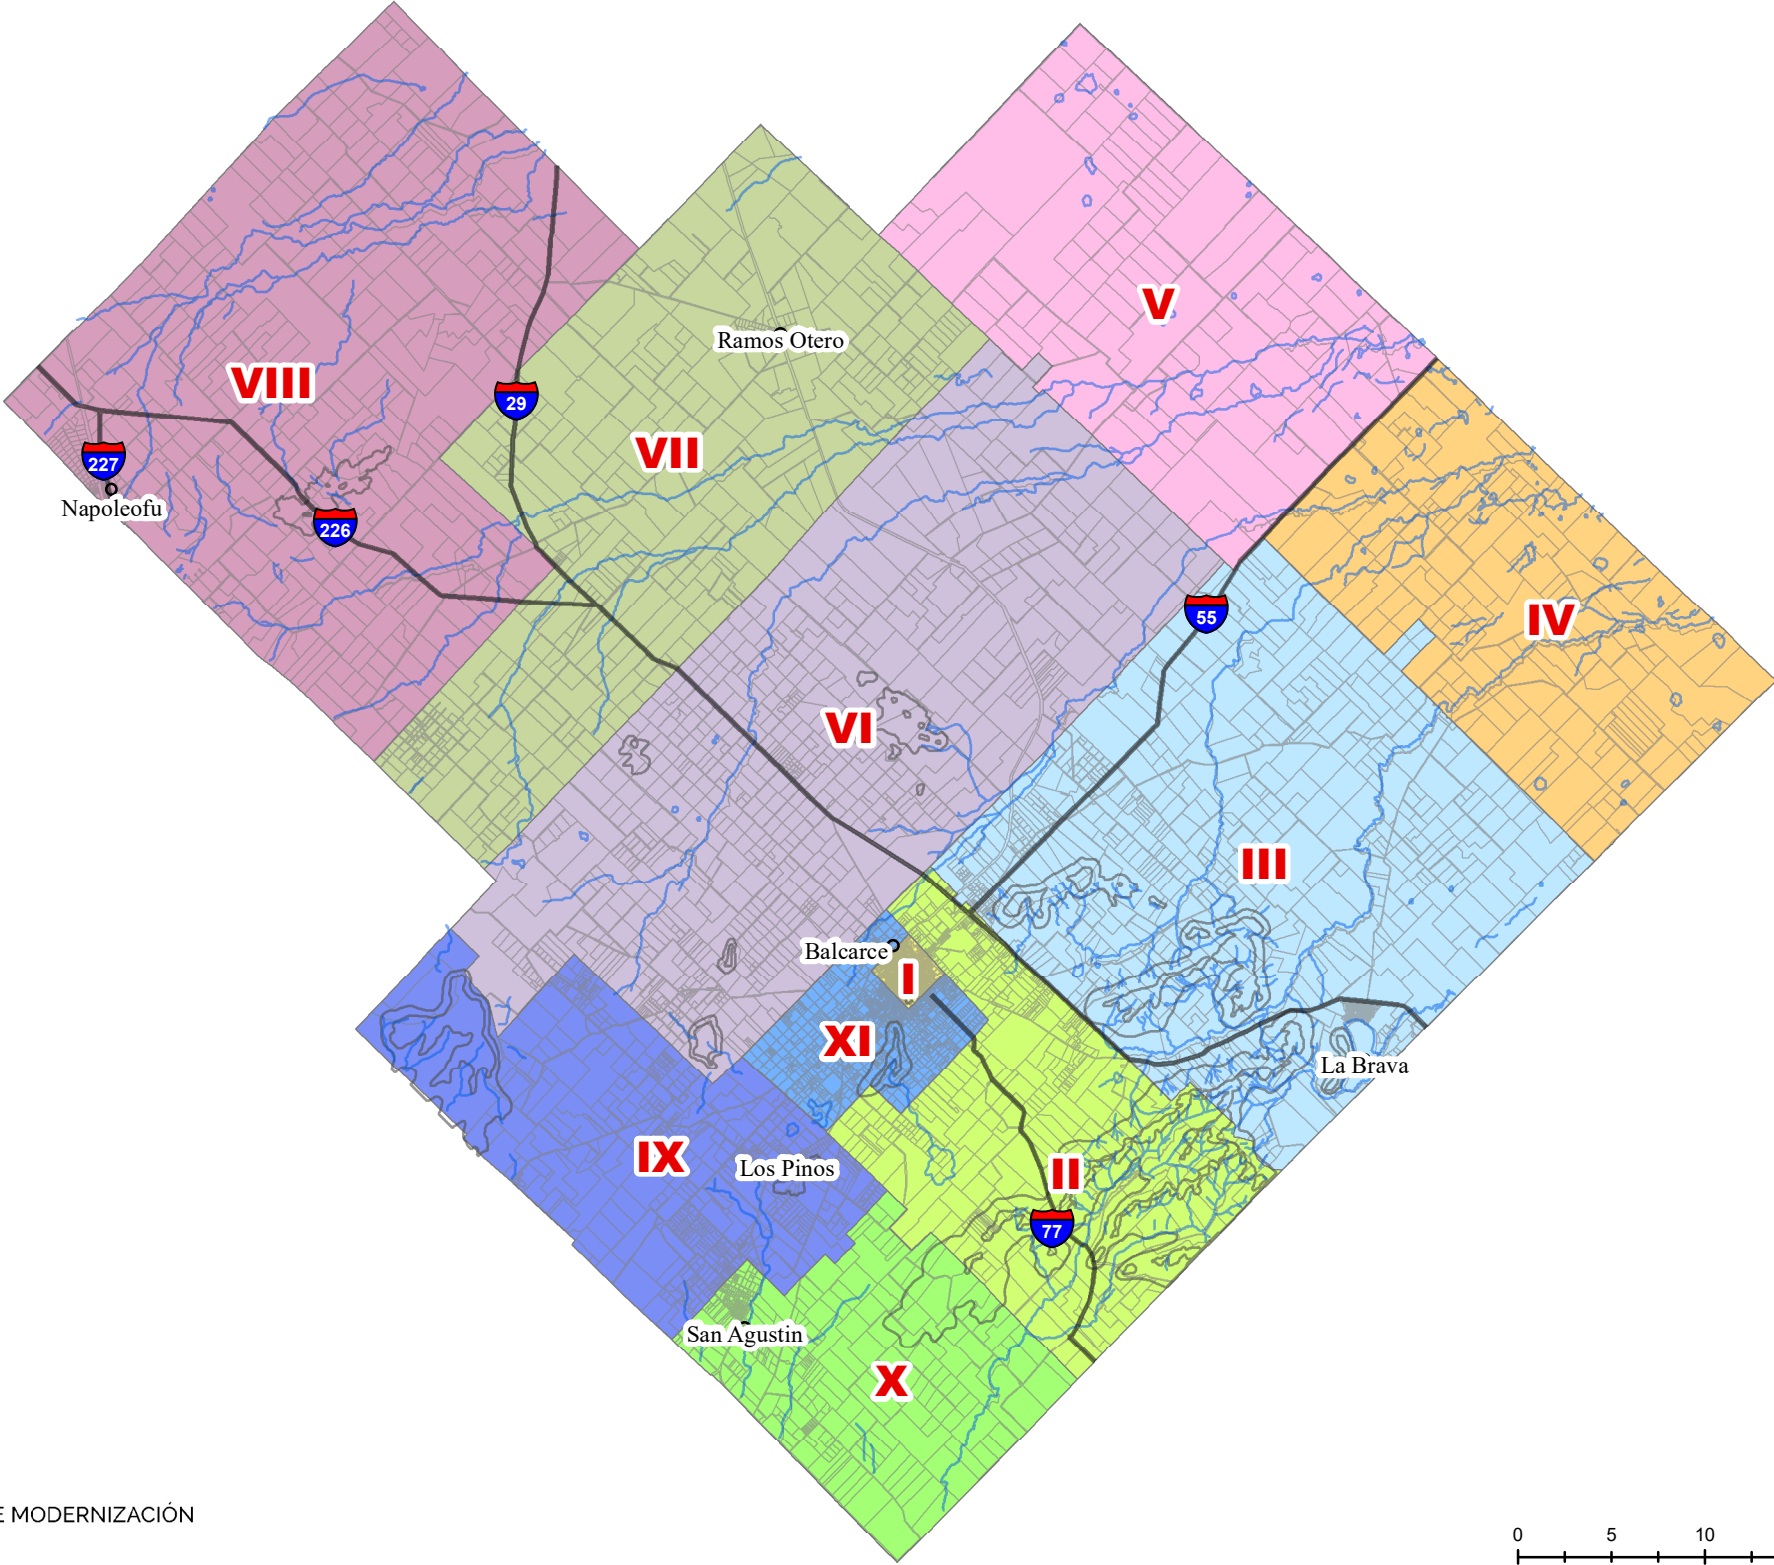 V
Ramos Otero
VIII
29
VII
227
Napoleofu
226
55
IV
VI
III
Balcarce
I
XI
La Brava
IX
Los Pinos
II
77
San Agustin
X
E MODERNIZACIÓN
0 5 10